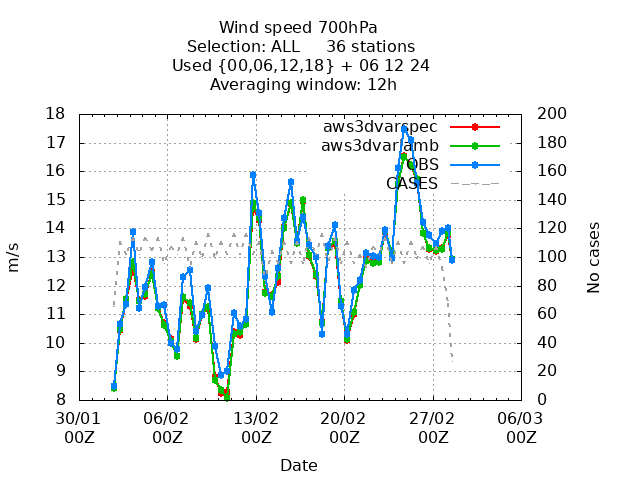 Wind speed 700hPa
Selection: ALL 36 stations
Used {00,06,12,18} + 06 12 24
Averaging window: 12h
aws3dvarspec
aws3dvarjamb
OBS
CASES
18
17
16
15
14
13
12
11
10
9
8
m/s
200
180
160
140
120
100
80
60
40
20
0
No cases
30/01 06/02 13/02 20/02 27/02 06/03
00Z 00Z 00Z 00Z 00Z 00Z
Date